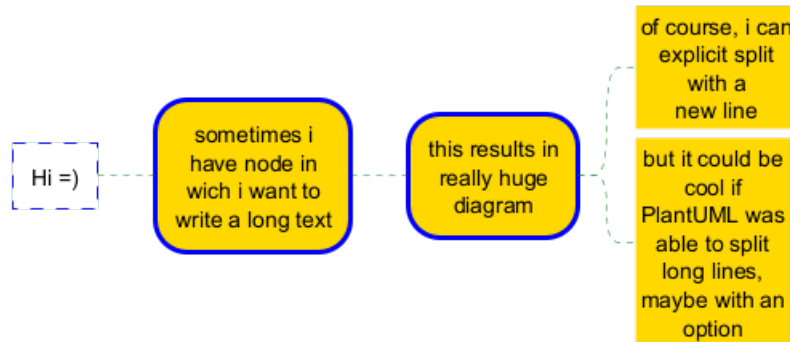 Hi =)
sometimes i
have node in
wich i want to
write a long text
this results in
really huge
diagram
of course, i can
explicit split
with a
new line
but it could be
cool if
PlantUML was
able to split
long lines,
maybe with an
option